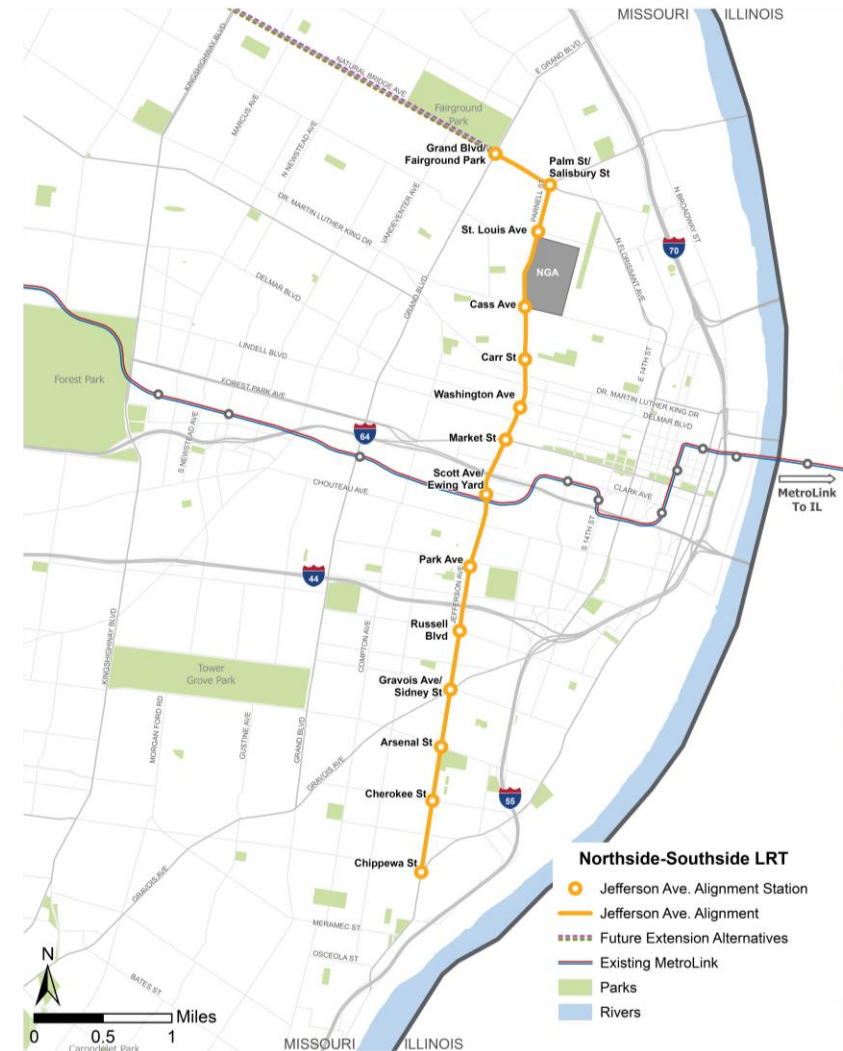 MISSOURI
ILLINOIS
E GRAND BLVD
KINGSHIGHWAY BLVD
NATURAL BRIDGE AVE
MARCUS AVE
N NEWSTEAD AVE
Fairground
Park
Grand Blvd/
Fairground Park
Palm St/
Salisbury St
PARNELL ST
VANDEVENTER AVE
DR. MARTIN LUTHER KING DR
N BROADWAY ST
St. Louis Ave
70
N FLORISSANT AVE
NGA
DELMAR BLVD
GRAND BLVD
Cass Ave
LINDELL BLVD
Carr St
E 14TH ST
Forest Park
FOREST PARK AVE
Washington Ave
DR. MARTIN LUTHER KING DR
DELMAR BLVD
64
Market St
S NEWSTEAD AVE
Scott Ave/
Ewing Yard
CHOUTEAU AVE
CLARK AVE
MetroLink
To IL
S 14TH ST
Park Ave
44
JEFFERSON AVE
KINGSHIGHWAY BLVD
COMPTON AVE
Russell
Blvd
Tower
Grove Park
Gravois Ave/
Sidney St
MORGAN FORD RD
GUSTINE AVE
GRAND BLVD
Arsenal St
GRAVOIS AVE
Cherokee St
55
Chippewa St
GRAVOIS AVE
MERAMEC ST
OSCEOLA ST
BATES ST
Carondelet Park
Northside-Southside LRT
Jefferson Ave. Alignment Station
Jefferson Ave. Alignment
Future Extension Alternatives
Existing MetroLink
Parks
Rivers
N
Miles
0 0.5 1
MISSOURI
ILLINOIS